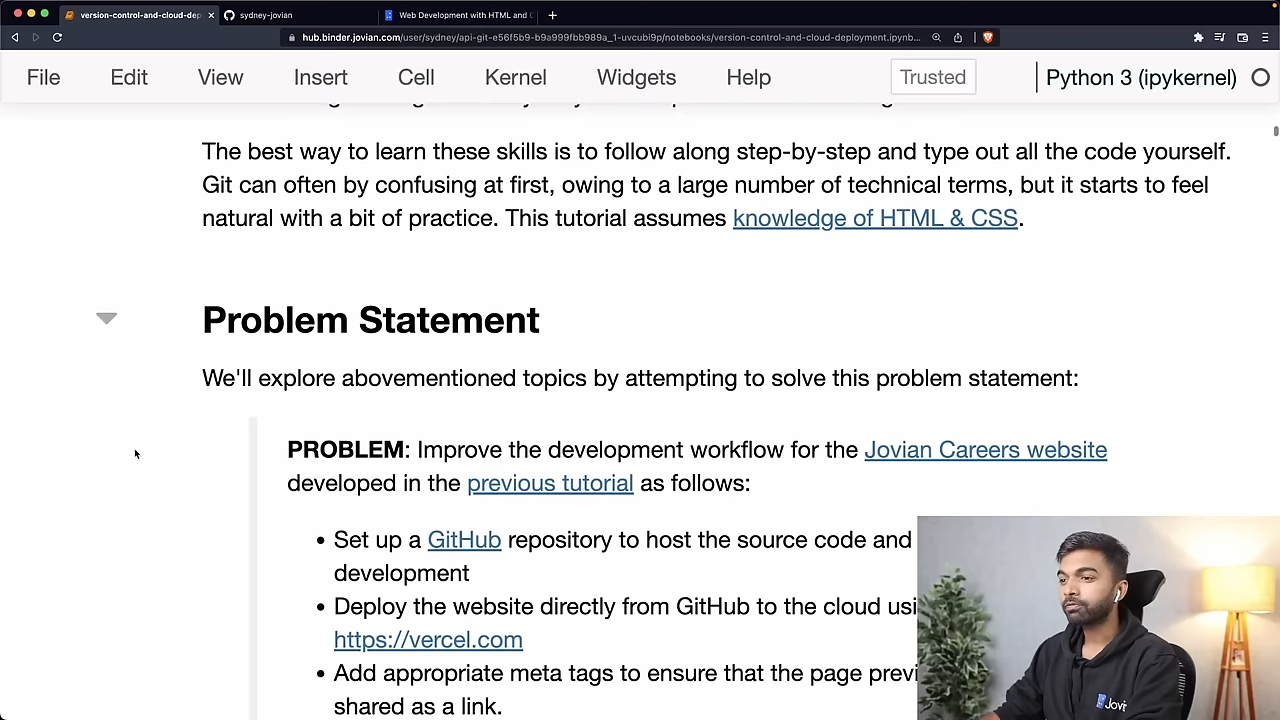 version-control-and-cloud-dep
sydney-jovian
Web Development with HTML and C
hub.binder.jovian.com/user/sydney/api-git-e56f5b9-b9a999fbb989a_1-uvcubi9p/notebooks/version-control-and-cloud-deployment.ipynb...
File Edit View Insert Cell Kernel Widgets Help Trusted Python 3 (ipykernel)
The best way to learn these skills is to follow along step-by-step and type out all the code yourself.
Git can often by confusing at first, owing to a large number of technical terms, but it starts to feel
natural with a bit of practice. This tutorial assumes knowledge of HTML & CSS.
Problem Statement
We'll explore abovementioned topics by attempting to solve this problem statement:
PROBLEM: Improve the development workflow for the Jovian Careers website
developed in the previous tutorial as follows:
• Set up a GitHub repository to host the source code and
development
• Deploy the website directly from GitHub to the cloud usi
https://vercel.com
• Add appropriate meta tags to ensure that the page previ
shared as a link.
Jovi